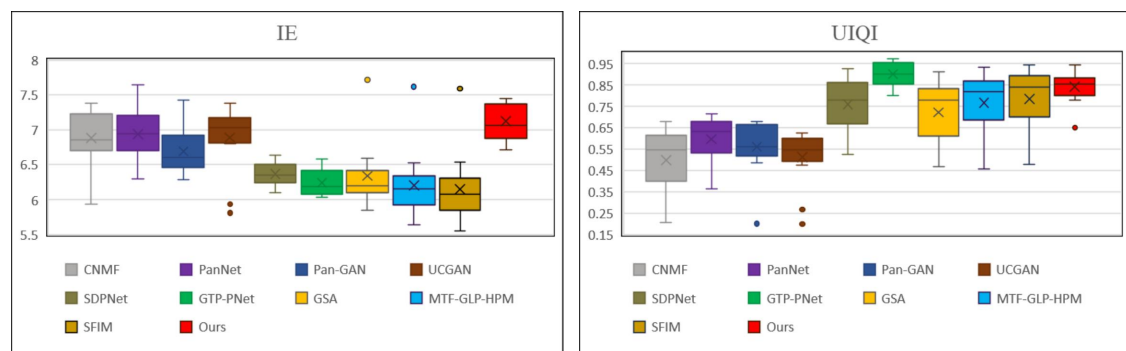 IE
8
7.5
7
6.5
6
5.5
CNMF PanNet Pan-GAN UCGAN
SDPNet GTP-PNet GSA MTF-GLP-HPM
SFIM Ours
UIQI
0.95
0.85
0.75
0.65
0.55
0.45
0.35
0.25
0.15
CNMF PanNet Pan-GAN UCGAN
SDPNet GTP-PNet GSA MTF-GLP-HPM
SFIM Ours